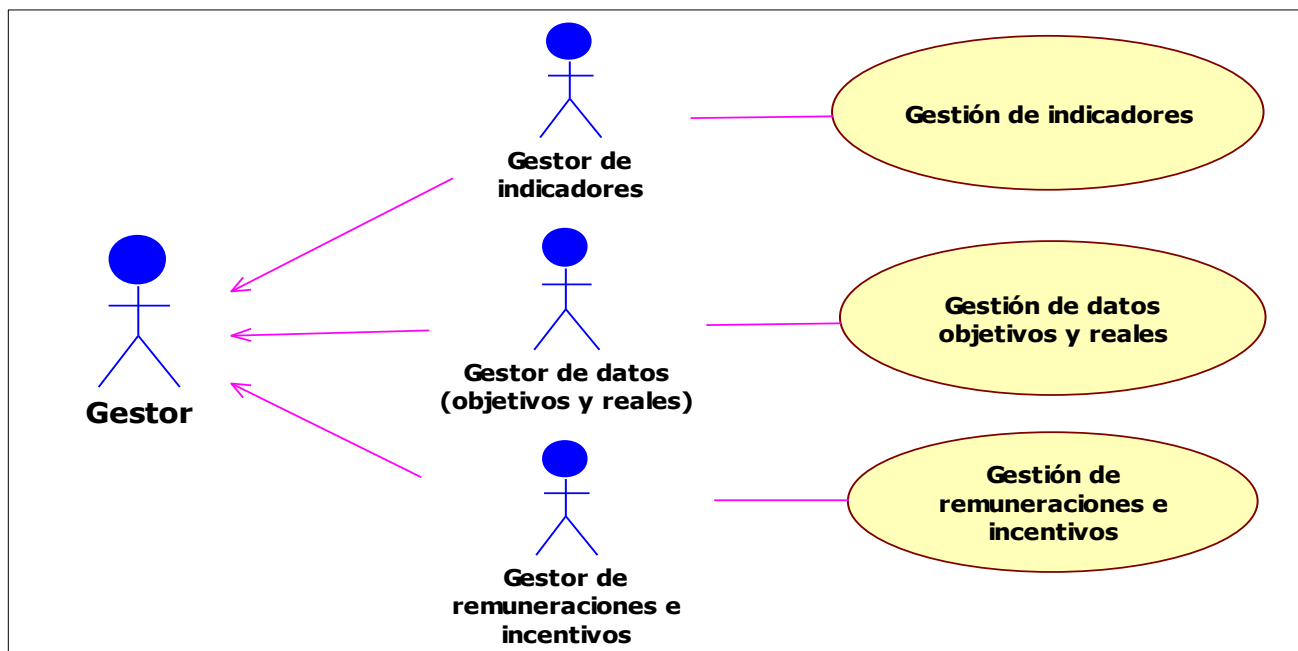 Gestor de
indicadores
Gestión de indicadores
Gestor
Gestor de datos
(objetivos y reales)
Gestión de datos
objetivos y reales
Gestor de
remuneraciones e
incentivos
Gestión de
remuneraciones e
incentivos